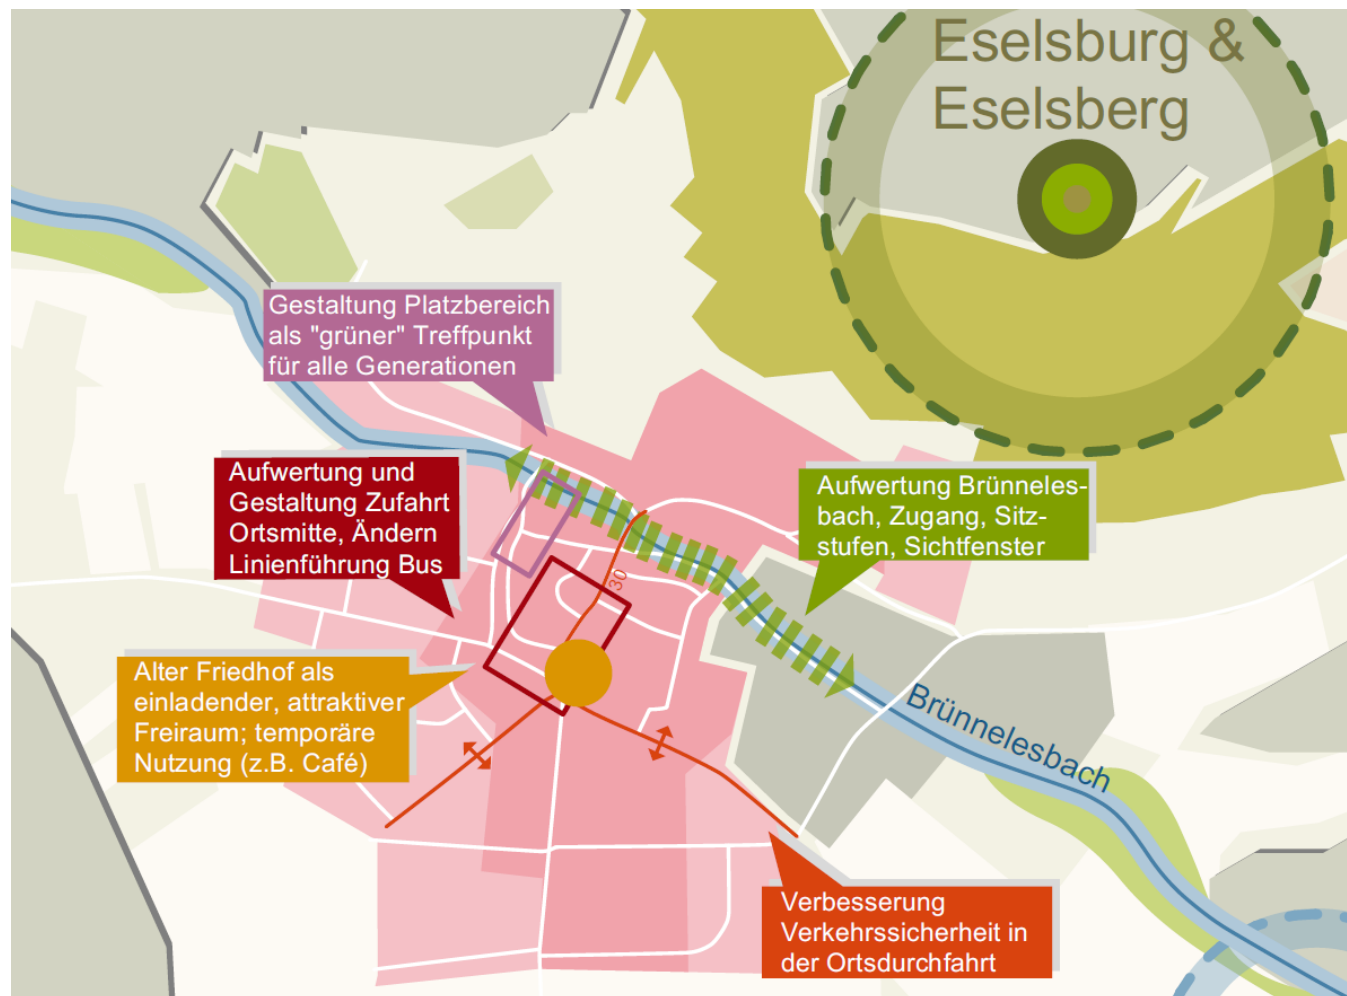 Eselsburg &
Eselsberg
Gestaltung Platzbereich
als "grüner" Treffpunkt
für alle Generationen
Aufwertung und
Gestaltung Zufahrt
Ortsmitte, Ändern
Linienführung Bus
Aufwertung Brünneles-
bach, Zugang, Sitz-
stufen, Sichtfenster
30
Alter Friedhof als
einladender, attraktiver
Freiraum; temporäre
Nutzung (z.B. Café)
Brünnelesbach
Verbesserung
Verkehrssicherheit in
der Ortsdurchfahrt